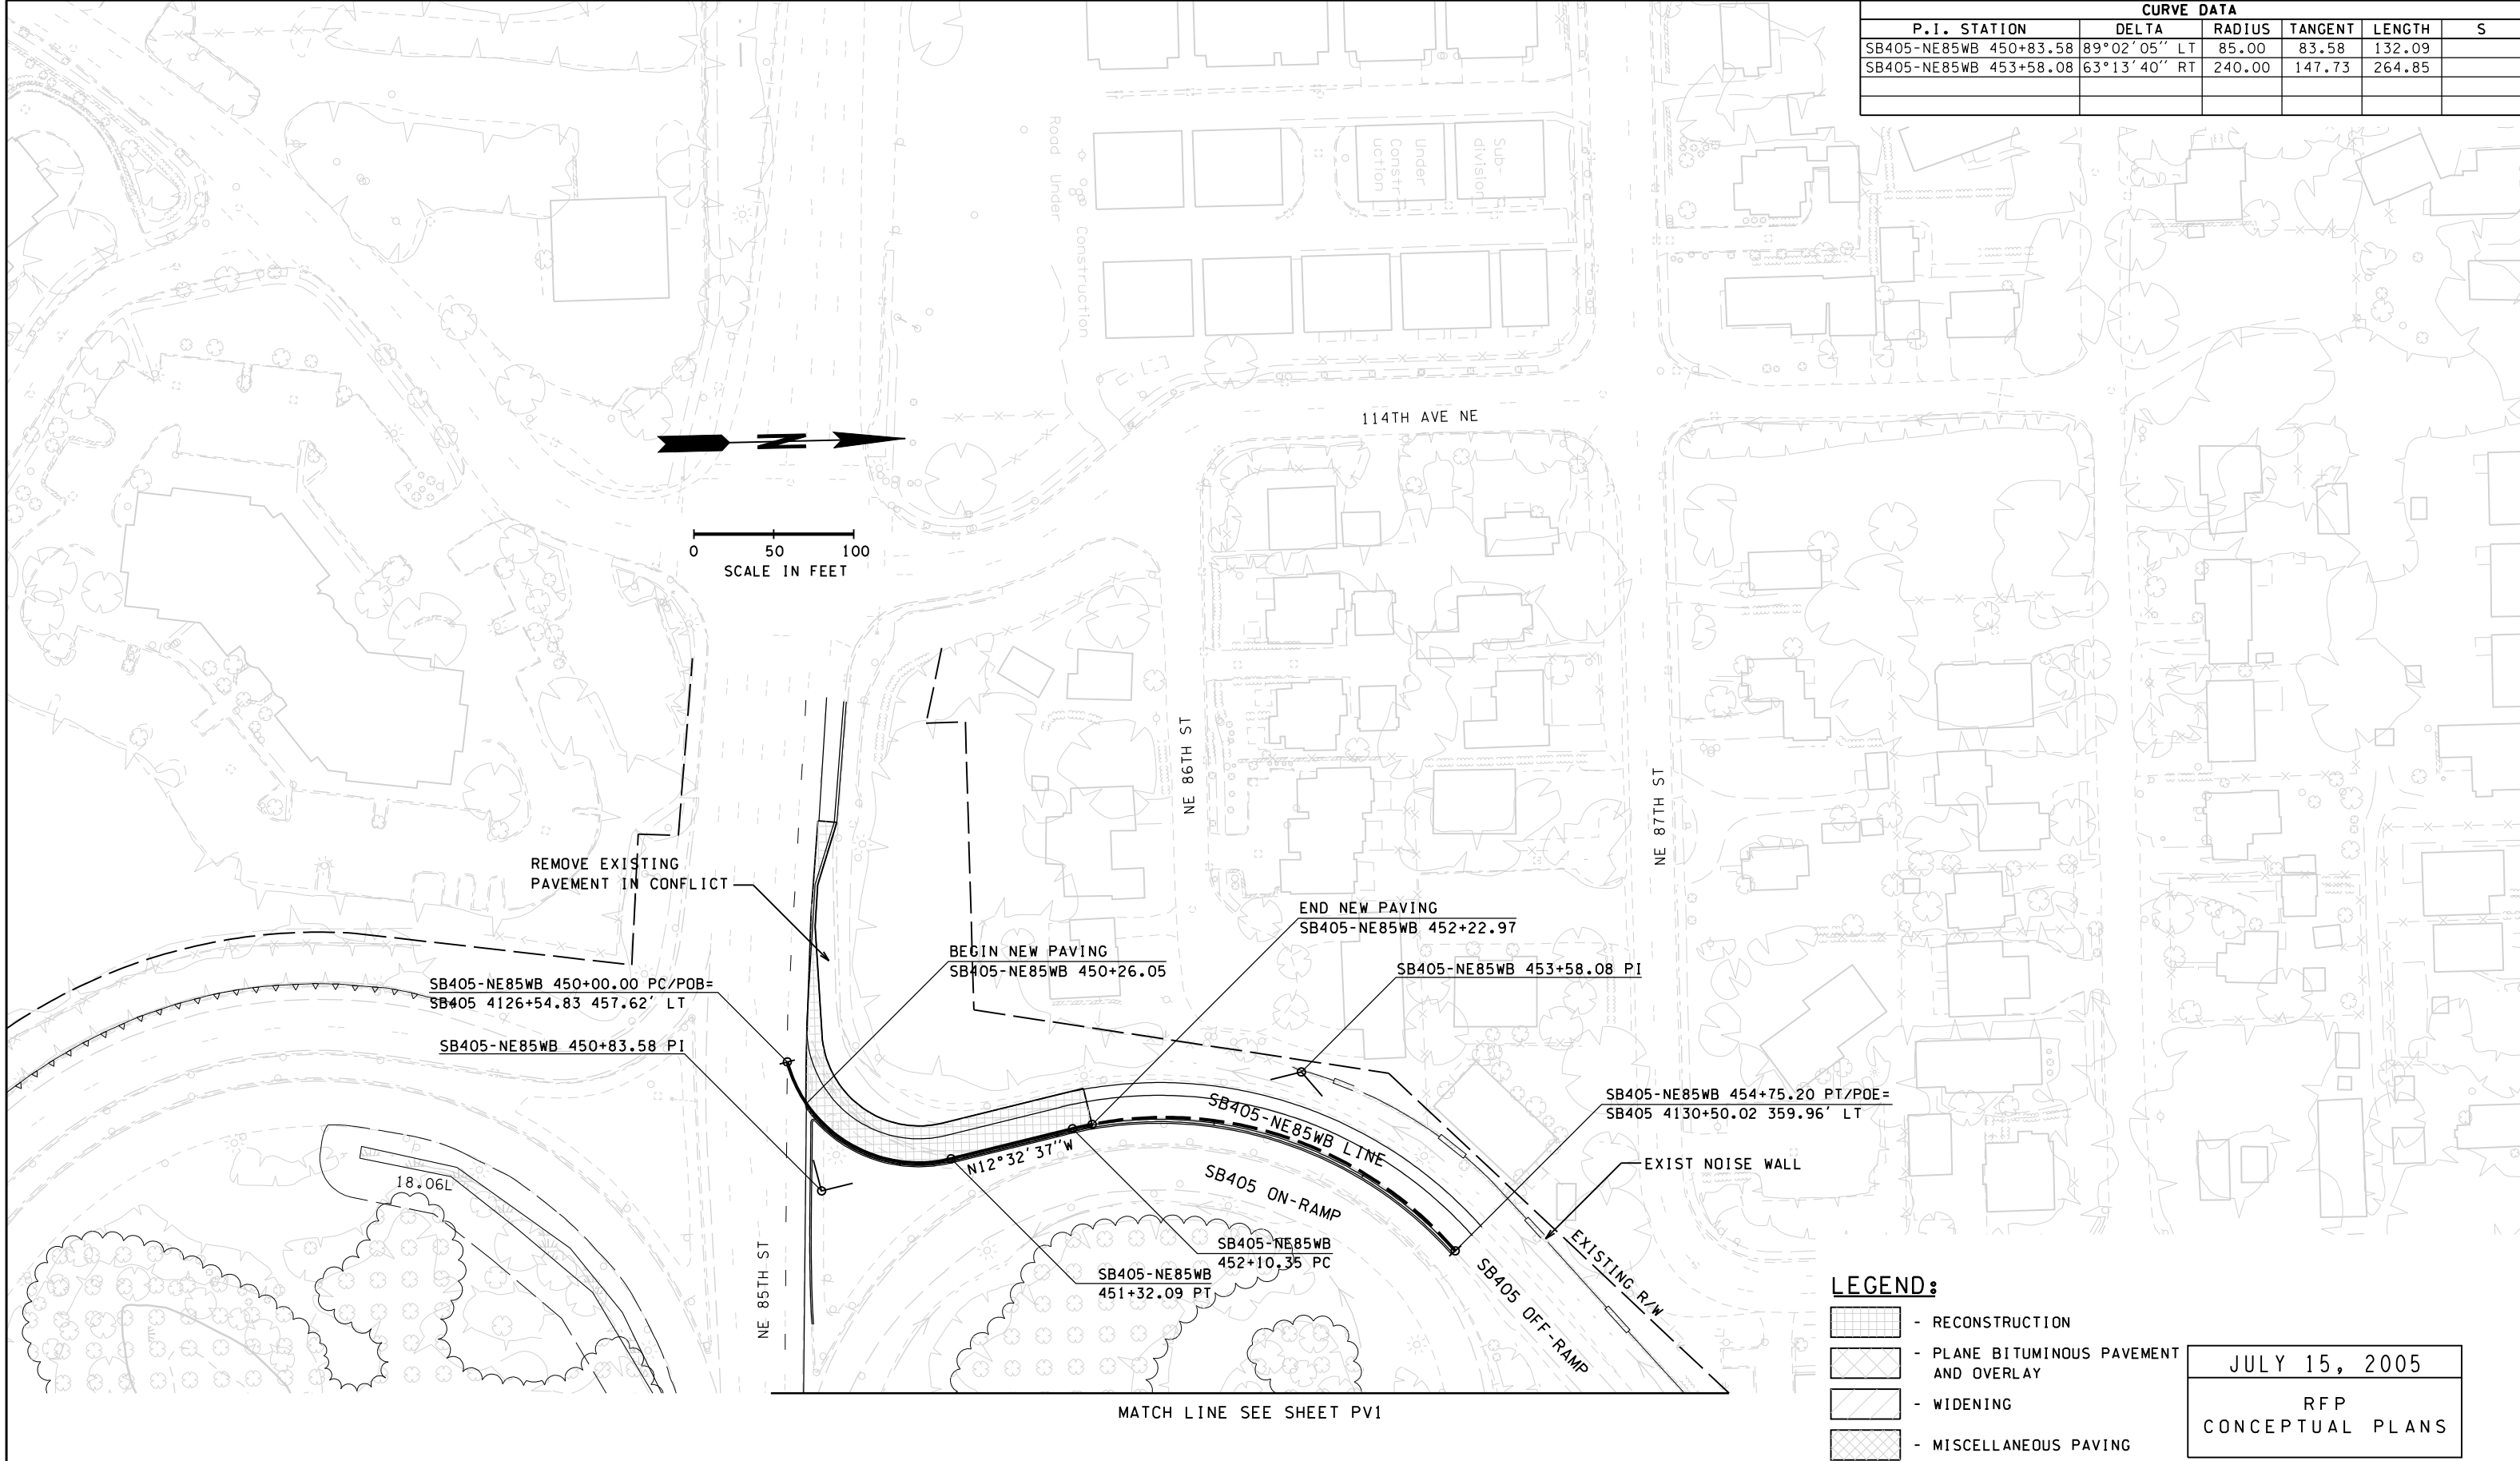 CURVE DATA
P.I. STATION DELTA RADIUS TANGENT LENGTH S
SB405-NE85WB 450+83.58 89°02'05" LT 85.00 83.58 132.09
SB405-NE85WB 453+58.08 63°13'40" RT 240.00 147.73 264.85
Road Under Construction
Under
Constr-
uction
Sub-
division
114TH AVE NE
N
0 50 100
SCALE IN FEET
NE 86TH ST
NE 87TH ST
REMOVE EXISTING
PAVEMENT IN CONFLICT
END NEW PAVING
SB405-NE85WB 452+22.97
BEGIN NEW PAVING
SB405-NE85WB 450+26.05
SB405-NE85WB 453+58.08 PI
SB405-NE85WB 450+00.00 PC/POB=
SB405 4126+54.83 457.62' LT
SB405-NE85WB 450+83.58 PI
SB405-NE85WB 454+75.20 PT/POE=
SB405 4130+50.02 359.96' LT
SB405-NE85WB LINE
N12°32'37"W
EXIST NOISE WALL
18.06L
SB405 ON-RAMP
SB405-NE85WB
452+10.35 PC
SB405-NE85WB
451+32.09 PT
NE 85TH ST
EXISTING R/W
SB405 OFF-RAMP
MATCH LINE SEE SHEET PV1
LEGEND:
- RECONSTRUCTION
- PLANE BITUMINOUS PAVEMENT
AND OVERLAY
- WIDENING
- MISCELLANEOUS PAVING
JULY 15, 2005
RFP
CONCEPTUAL PLANS